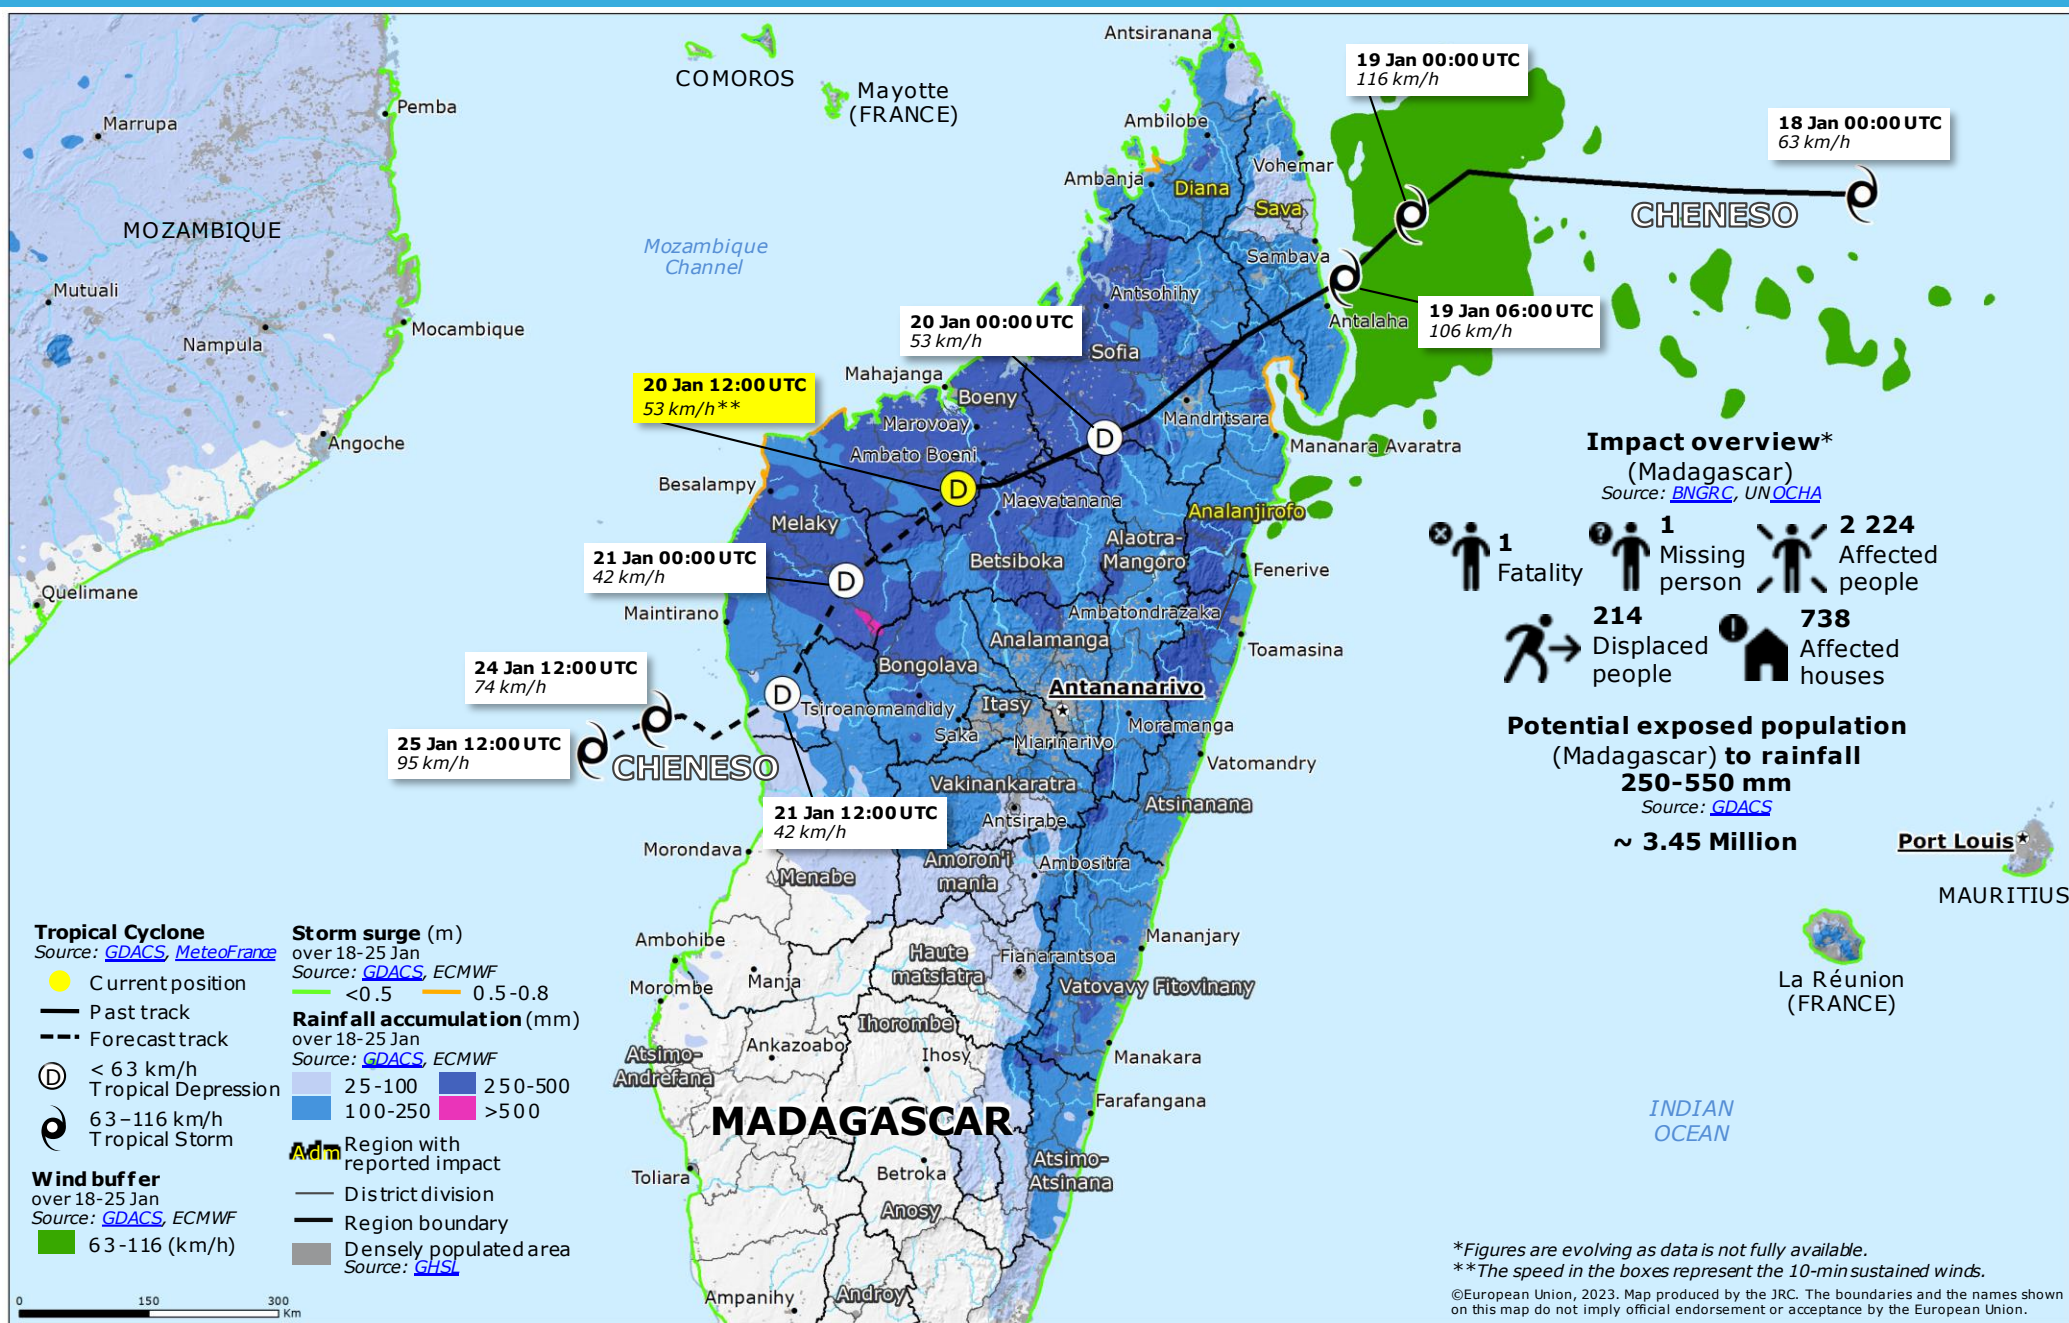 Antsiranana
COMOROS
Mayotte
(FRANCE)
19 Jan 00:00 UTC
116 km/h
18 Jan 00:00 UTC
63 km/h
Pemba
Marrupa
Ambilobe
Vohemar
Ambanja
Diana
Sava
CHENESO
MOZAMBIQUE
Mozambique
Channel
Sambava
Mutuali
Antsohihy
19 Jan 06:00 UTC
106 km/h
Antalaha
20 Jan 00:00 UTC
53 km/h
Mocambique
Nampula
Sofia
Mahajanga
20 Jan 12:00 UTC
53 km/h**
Boeny
Marovoay
Mandritsara
Angoche
Mananara Avaratra
Ambato Boeni
Besalampy
Maevatanana
Melaky
Analanjirofo
Impact overview*
(Madagascar)
Source: BNGRC, UNOCHA
1
Fatality
1
Missing
person
2 224
Affected
people
214
Displaced
people
738
Affected
houses
Potential exposed population
(Madagascar) to rainfall
250-550 mm
Source: GDACS
~ 3.45 Million
21 Jan 00:00 UTC
42 km/h
Betsiboka
Alaotra-
Mangoro
Fenerive
Quelimane
Maintirano
Ambatondrazaka
Analamanga
Toamasina
24 Jan 12:00 UTC
74 km/h
Bongolava
Antananarivo
Tsiroanomandidy
Itasy
Moramanga
Saka
Miarinarivo
25 Jan 12:00 UTC
95 km/h
CHENESO
Vatomandry
Vakinankaratra
Atsinanana
21 Jan 12:00 UTC
42 km/h
Antsirabe
Morondava
Amoron'i
mania
Ambositra
Menabe
Port Louis
MAURITIUS
La Réunion
(FRANCE)
Ambohibe
Haute
matsiatra
Fianarantsoa
Mananjary
Morombe
Manja
Vatovavy Fitovinany
Ihorombe
Ankazoabo
Ihosy
Manakara
Atsimo-
Andrefana
MADAGASCAR
Farafangana
INDIAN
OCEAN
Toliara
Betroka
Atsimo-
Atsinana
Anosy
Ampanihy
Androy
Tropical Cyclone
Source: GDACS, MeteoFrance
Current position
Past track
Forecast track
D
< 63 km/h
Tropical Depression
63–116 km/h
Tropical Storm
Wind buffer
over 18-25 Jan
Source: GDACS, ECMWF
63-116 (km/h)
Storm surge (m)
over 18-25 Jan
Source: GDACS, ECMWF
<0.5 0.5-0.8
Rainfall accumulation (mm)
over 18-25 Jan
Source: GDACS, ECMWF
25-100 250-500
100-250 >500
Adm Region with
reported impact
District division
Region boundary
Densely populated area
Source: GHSL
0 150 300
Km
D
D
D
D
*Figures are evolving as data is not fully available.
**The speed in the boxes represent the 10-min sustained winds.
©European Union, 2023. Map produced by the JRC. The boundaries and the names shown
on this map do not imply official endorsement or acceptance by the European Union.